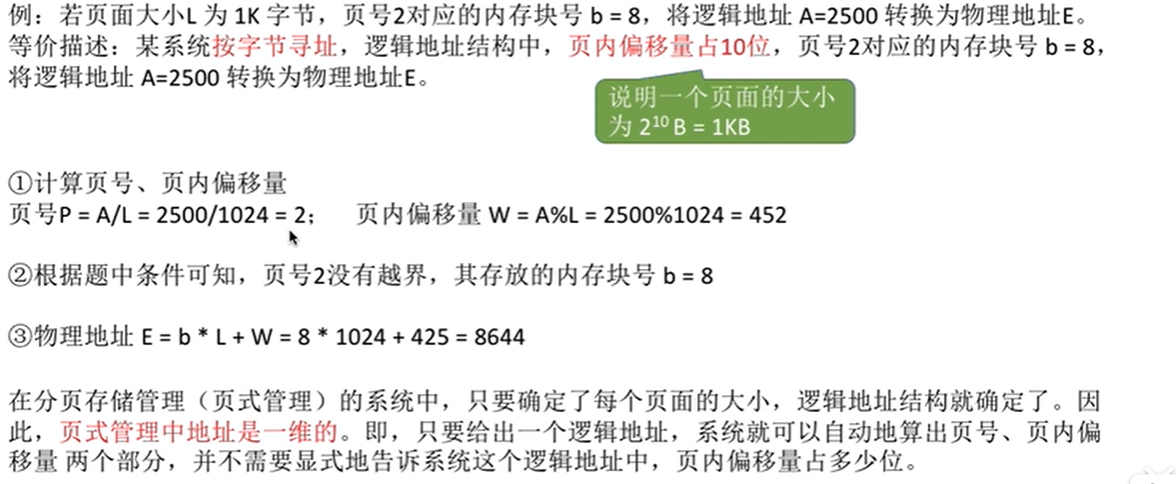 例：若页面大小L 为 1K 字节，页号2对应的内存块号 b = 8，将逻辑地址 A=2500 转换为物理地址E。
等价描述：某系统按字节寻址，逻辑地址结构中，页内偏移量占10位，页号2对应的内存块号 b = 8，
将逻辑地址 A=2500 转换为物理地址E。
说明一个页面的大小
为 2¹⁰ B = 1KB
①计算页号、页内偏移量
页号P = A/L = 2500/1024 = 2； 页内偏移量 W = A%L = 2500%1024 = 452
②根据题中条件可知，页号2没有越界，其存放的内存块号 b = 8
③物理地址 E = b * L + W = 8 * 1024 + 425 = 8644
在分页存储管理（页式管理）的系统中，只要确定了每个页面的大小，逻辑地址结构就确定了。因
此，页式管理中地址是一维的。即，只要给出一个逻辑地址，系统就可以自动地算出页号、页内偏
移量 两个部分，并不需要显式地告诉系统这个逻辑地址中，页内偏移量占多少位。